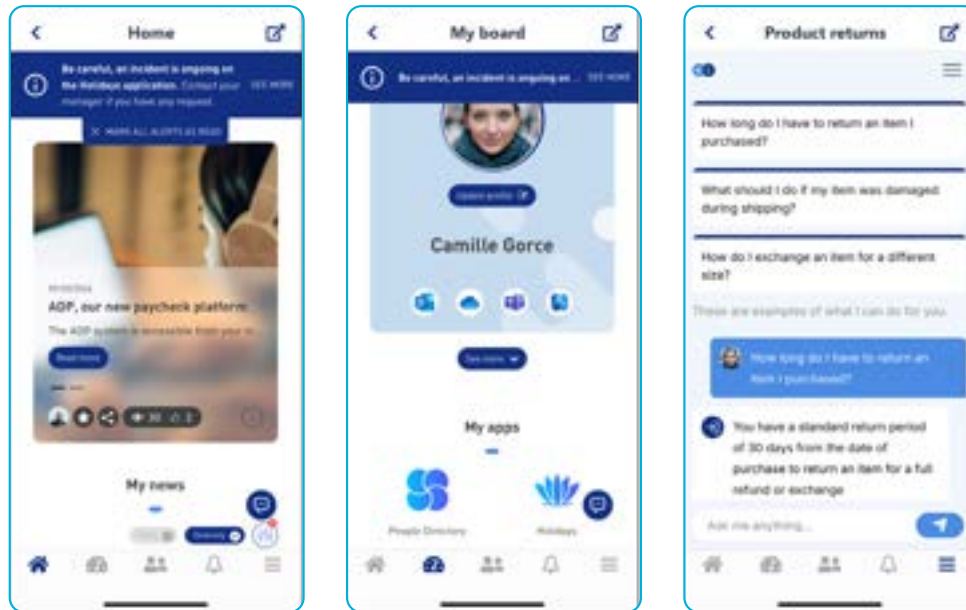 Home
Be careful, an incident is ongoing on
the Holidays application. Contact your
manager if you have any request.
SEE MORE
MARK ALL ALERTS AS READ
ADP, our new paycheck platform
The ADP system is accessible from your
Read more
30
2
My news
My board
Be careful, an incident is ongoing on ...
SEE MORE
Update profile
Camille Gorce
See more
My apps
People Directory
Holidays
Product returns
How long do I have to return an item I
purchased?
What should I do if my item was damaged
during shipping?
How do I exchange an item for a different
size?
These are examples of what I can do for you.
How long do I have to return an
item I purchased?
You have a standard return period
of 30 days from the date of
purchase to return an item for a full
refund or exchange
Ask me anything...